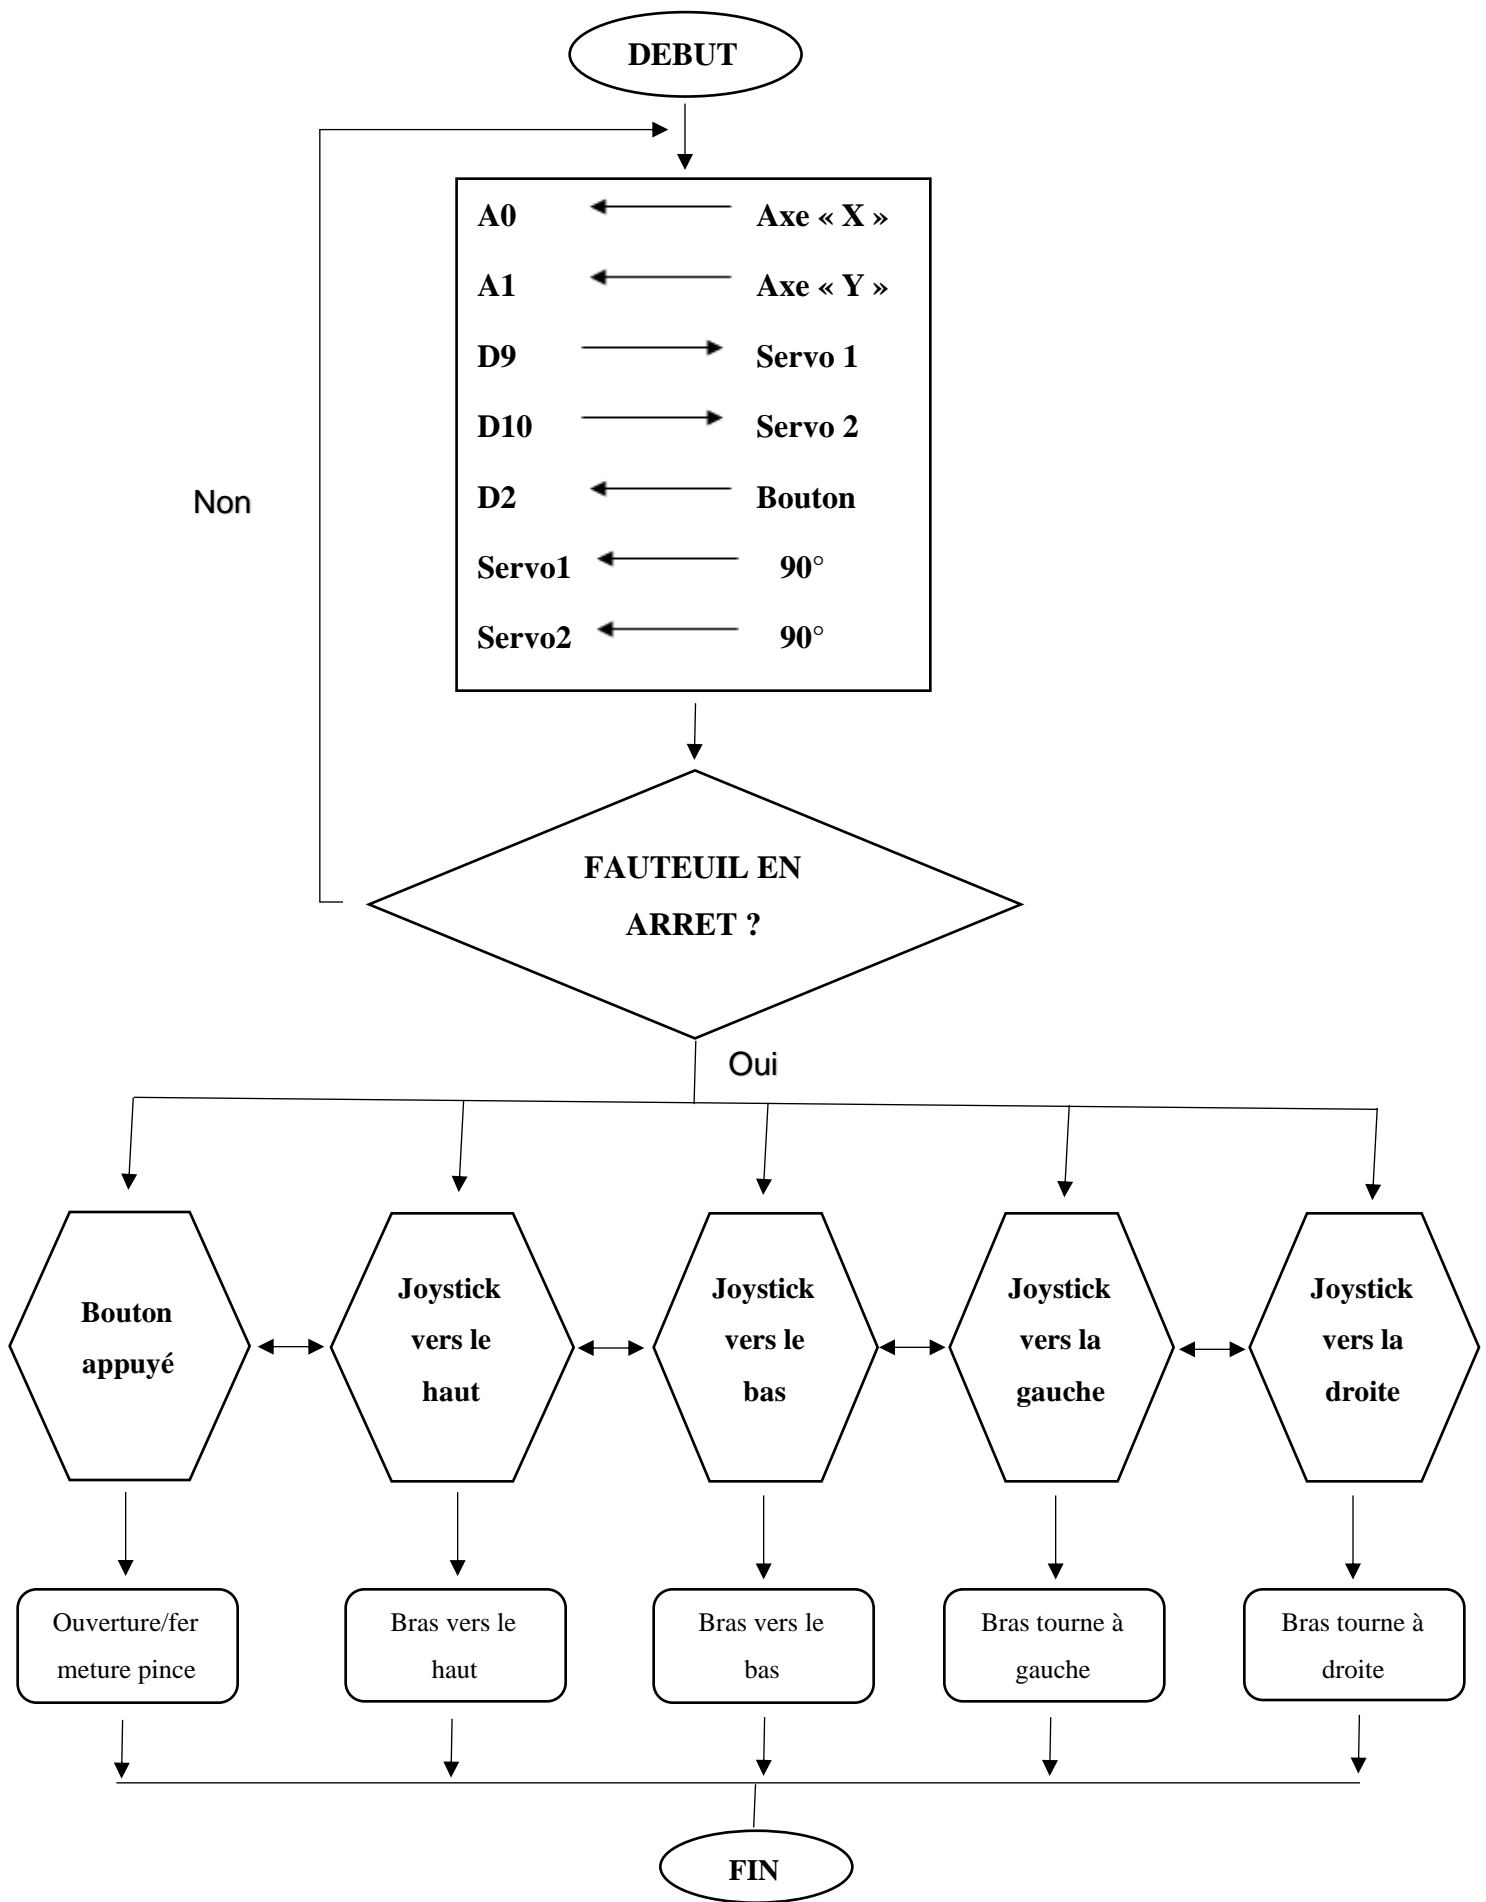 DEBUT
A0 Axe « X »
A1 Axe « Y »
D9 Servo 1
D10 Servo 2
D2 Bouton
Servo1 90°
Servo2 90°
Non
FAUTEUIL EN
ARRET ?
Oui
Bouton
appuyé
Joystick
vers le
haut
Joystick
vers le
bas
Joystick
vers la
gauche
Joystick
vers la
droite
Ouverture/fer
meture pince
Bras vers le
haut
Bras vers le
bas
Bras tourne à
gauche
Bras tourne à
droite
FIN